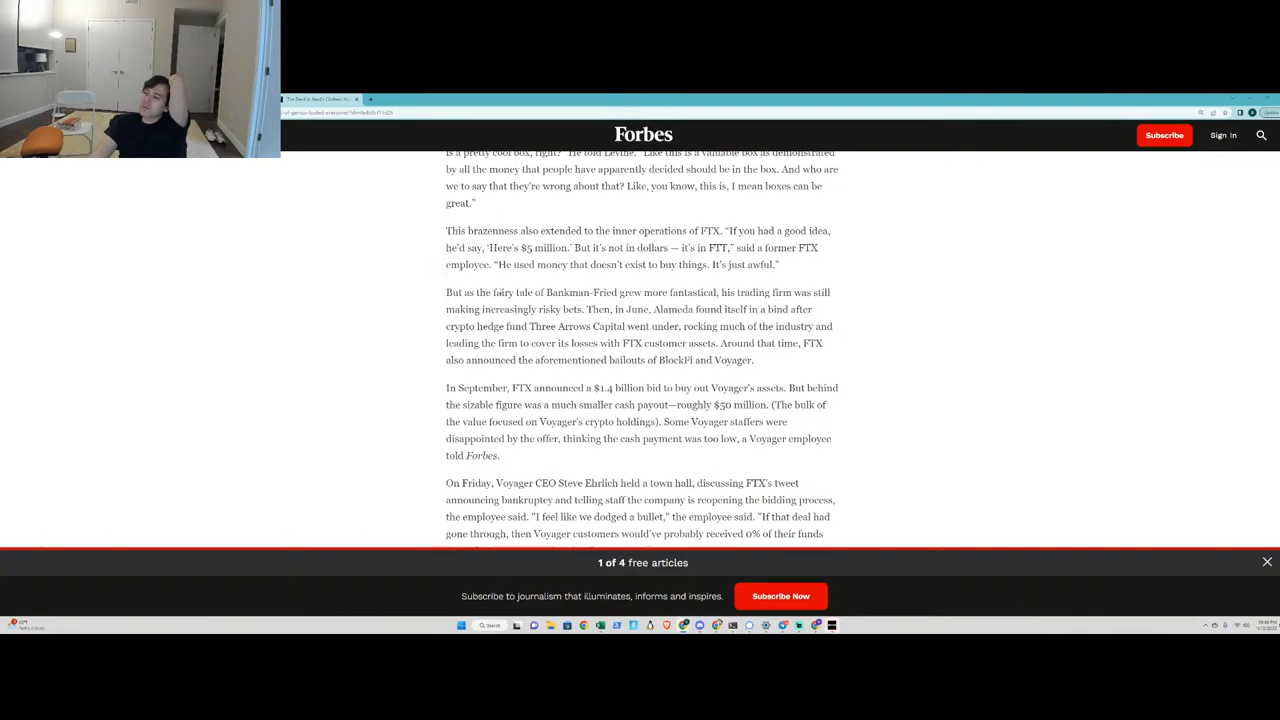 'The Devil in Nerd's Clothes': How
Forbes
Subscribe
Sign In
is a pretty cool box, right?" He told Levine. "Like this is a valuable box as demonstrated
by all the money that people have apparently decided should be in the box. And who are
we to say that they're wrong about that? Like, you know, this is, I mean boxes can be
great."
This brazenness also extended to the inner operations of FTX. "If you had a good idea,
he'd say, 'Here's $5 million.' But it's not in dollars — it's in FTT," said a former FTX
employee. "He used money that doesn't exist to buy things. It's just awful."
But as the fairy tale of Bankman-Fried grew more fantastical, his trading firm was still
making increasingly risky bets. Then, in June, Alameda found itself in a bind after
crypto hedge fund Three Arrows Capital went under, rocking much of the industry and
leading the firm to cover its losses with FTX customer assets. Around that time, FTX
also announced the aforementioned bailouts of BlockFi and Voyager.
In September, FTX announced a $1.4 billion bid to buy out Voyager's assets. But behind
the sizable figure was a much smaller cash payout—roughly $50 million. (The bulk of
the value focused on Voyager's crypto holdings). Some Voyager staffers were
disappointed by the offer, thinking the cash payment was too low, a Voyager employee
told Forbes.
On Friday, Voyager CEO Steve Ehrlich held a town hall, discussing FTX's tweet
announcing bankruptcy and telling staff the company is reopening the bidding process,
the employee said. "I feel like we dodged a bullet," the employee said. "If that deal had
gone through, then Voyager customers would've probably received 0% of their funds
1 of 4 free articles
Subscribe to journalism that illuminates, informs and inspires.
Subscribe Now
Search